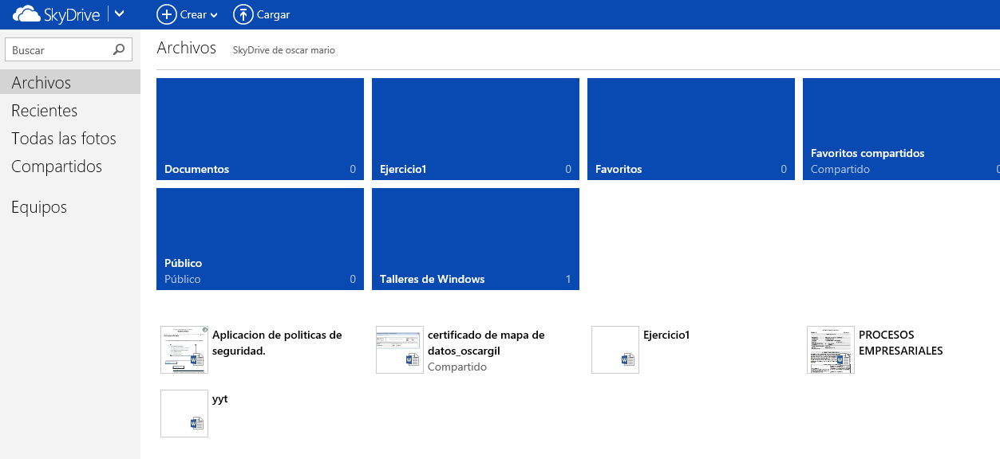 SkyDrive
Crear
Cargar
Buscar
Archivos
Recientes
Todas las fotos
Compartidos
Equipos
Archivos SkyDrive de oscar mario
Documentos 0
Ejercicio1 0
Favoritos 0
Favoritos compartidos
Compartido 0
Público
Público 0
Talleres de Windows 1
Aplicacion de politicas de
seguridad.
certificado de mapa de
datos_oscargil
Compartido
Ejercicio1
PROCESOS
EMPRESARIALES
yyt